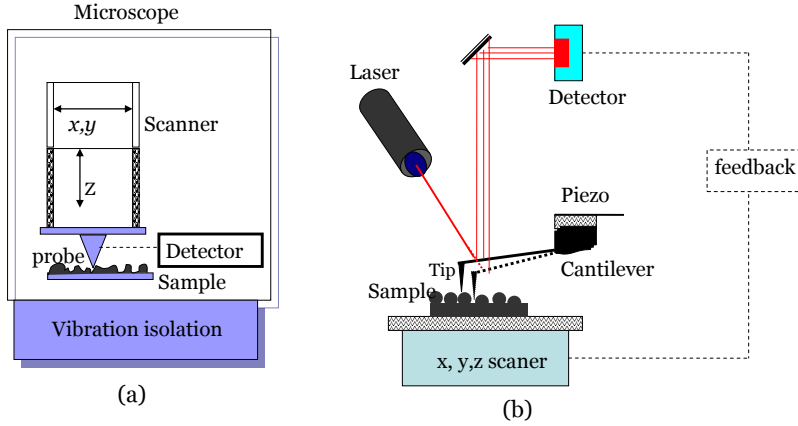 Microscope
x,y
Scanner
z
Detector
probe
Sample
Vibration isolation
(a)
Laser
Detector
feedback
Piezo
Tip
Cantilever
Sample
x, y,z scaner
(b)